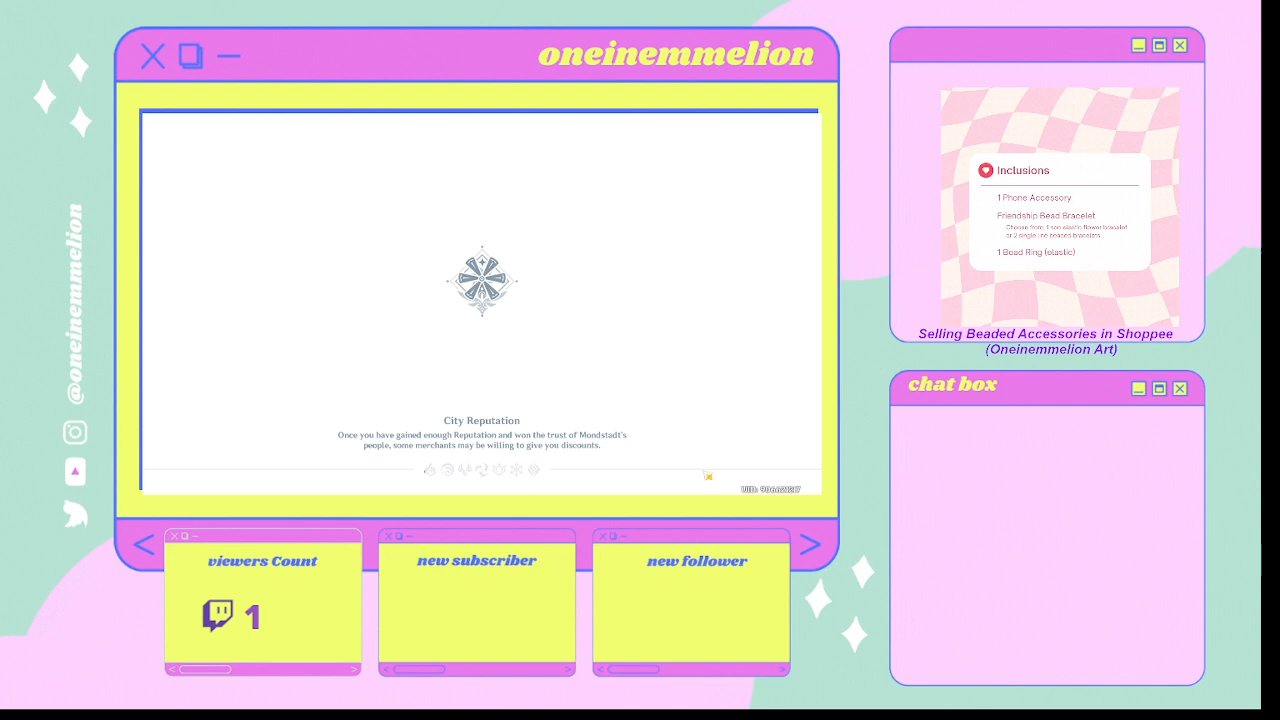 oneinemmelion
@oneinemmelion
City Reputation
Once you have gained enough Reputation and won the trust of Mondstadt's
people, some merchants may be willing to give you discounts.
Inclusions
1 Phone Accessory
Friendship Bead Bracelet
1 Bead Ring (elastic)
Selling Beaded Accessories in Shoppee
(Oneinemmelion Art)
chat box
viewers Count
1
new subscriber
new follower